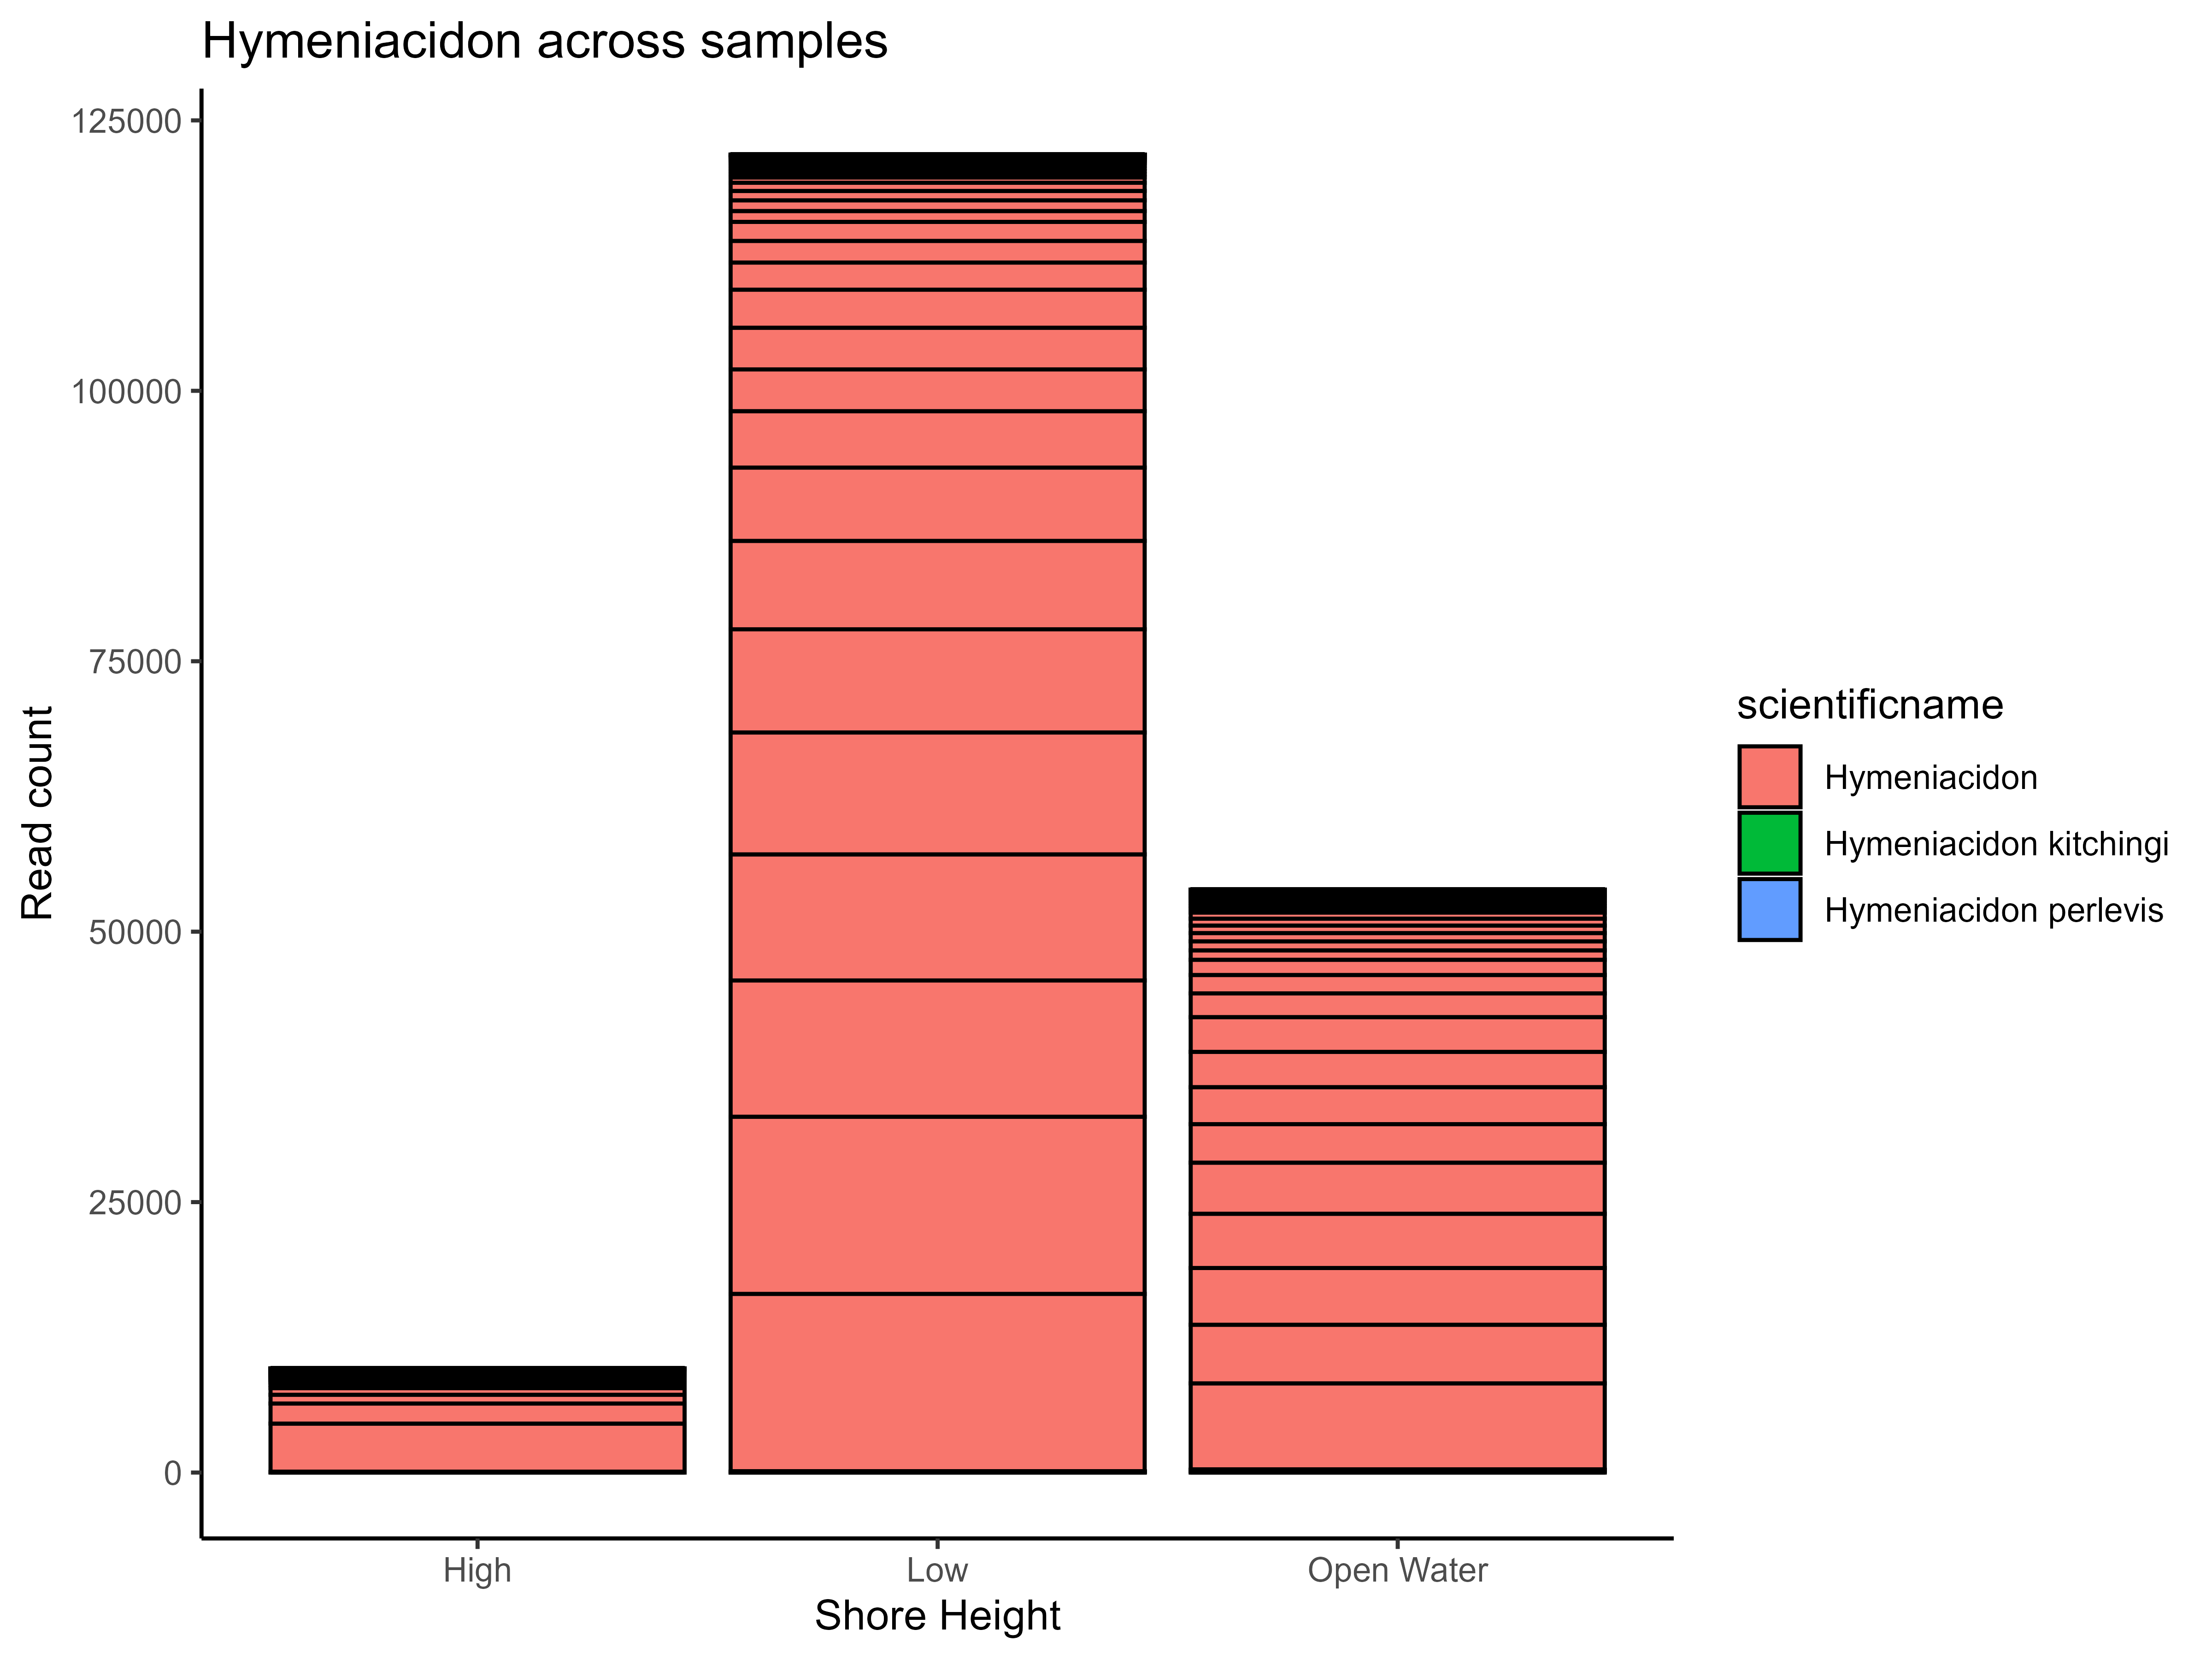 Hymeniacidon across samples
125000
100000
75000
50000
25000
0
Read count
High
Low
Open Water
Shore Height
scientificname
Hymeniacidon
Hymeniacidon kitchingi
Hymeniacidon perlevis